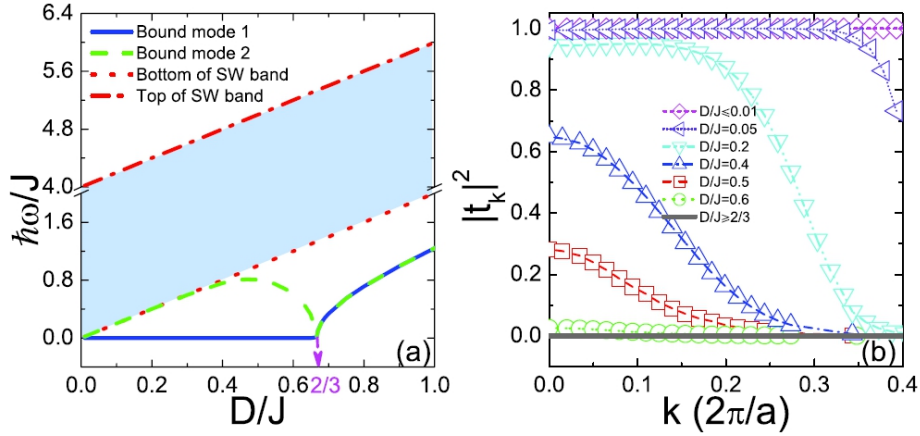 6.4
5.6
4.8
4.0
1.6
0.8
0.0
ħω/J
Bound mode 1
Bound mode 2
Bottom of SW band
Top of SW band
(a)
0.0 0.2 0.4 0.6 2/3 0.8 1.0
D/J
1.0
0.8
0.6
0.4
0.2
0.0
|t_k|²
D/J≤0.01
D/J=0.05
D/J=0.2
D/J=0.4
D/J=0.5
D/J=0.6
D/J≥2/3
(b)
0.0 0.1 0.2 0.3 0.4
k (2π/a)